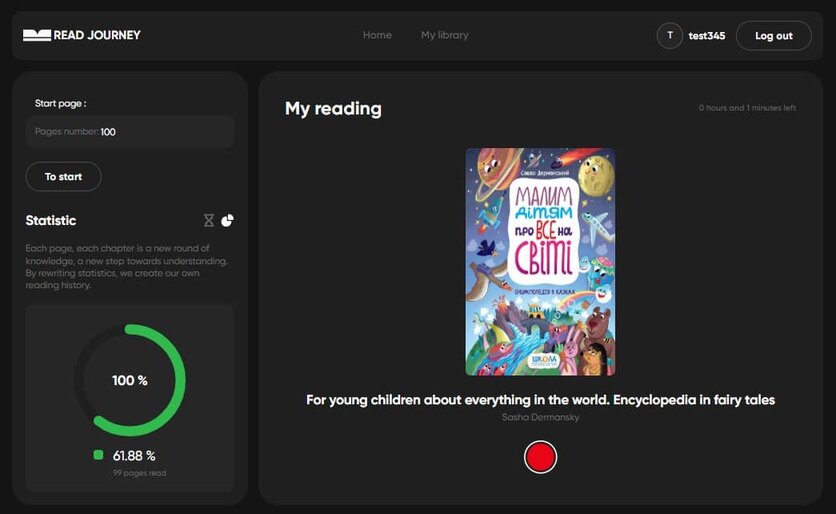 READ JOURNEY
Home
My library
T
test345
Log out
Start page :
Pages number: 100
To start
Statistic
Each page, each chapter is a new round of
knowledge, a new step towards understanding.
By rewriting statistics, we create our own
reading history.
100 %
61.88 %
99 pages read
My reading
0 hours and 1 minutes left
Сашко Дерманський
МАЛИМ
дітям
про ВСЕ на
СВІТІ
ЕНЦИКЛОПЕДІЯ В КАЗКАХ
ШКОЛА
For young children about everything in the world. Encyclopedia in fairy tales
Sasha Dermansky